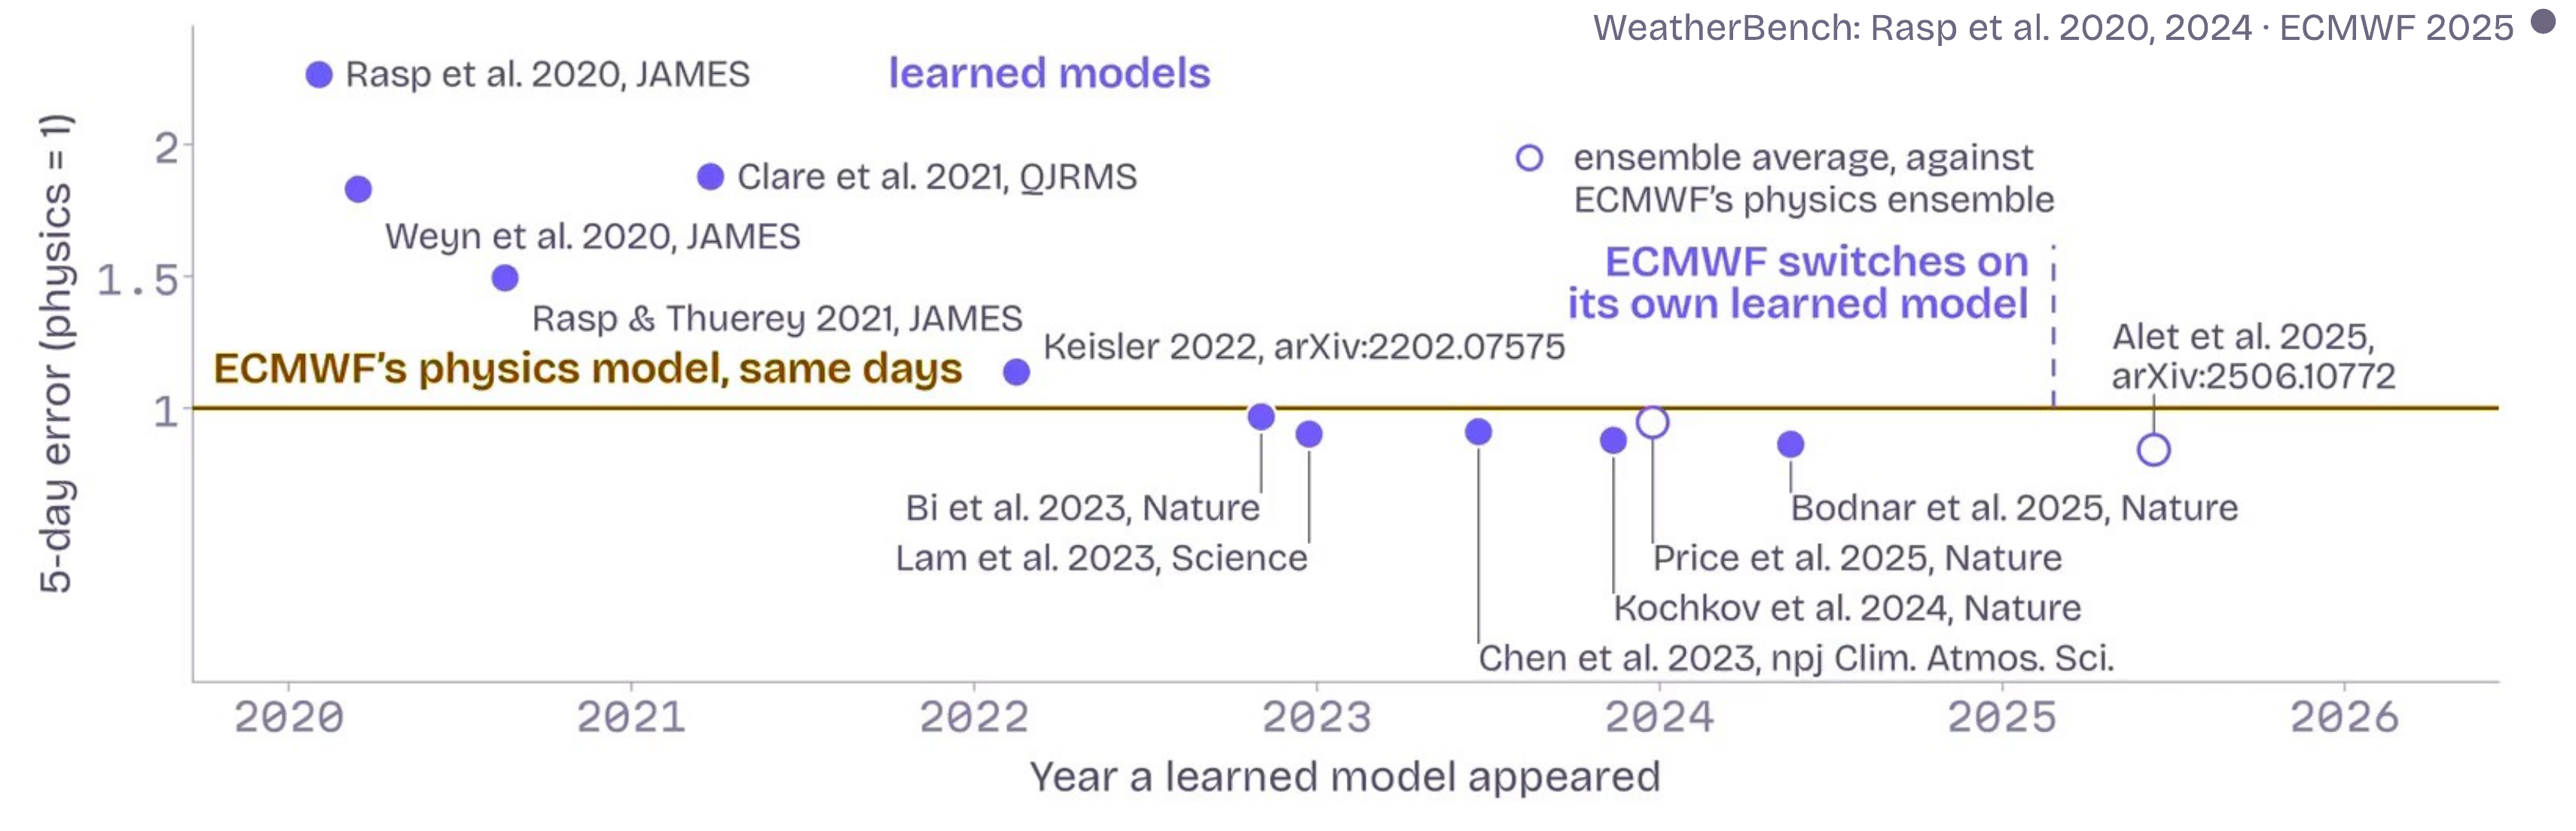 WeatherBench: Rasp et al. 2020, 2024 · ECMWF 2025
Rasp et al. 2020, JAMES
learned models
2
Clare et al. 2021, QJRMS
ensemble average, against
ECMWF’s physics ensemble
Weyn et al. 2020, JAMES
ECMWF switches on
its own learned model
1.5
Rasp & Thuerey 2021, JAMES
Keisler 2022, arXiv:2202.07575
Alet et al. 2025,
arXiv:2506.10772
ECMWF’s physics model, same days
1
5-day error (physics = 1)
Bi et al. 2023, Nature
Bodnar et al. 2025, Nature
Lam et al. 2023, Science
Price et al. 2025, Nature
Kochkov et al. 2024, Nature
Chen et al. 2023, npj Clim. Atmos. Sci.
2020 2021 2022 2023 2024 2025 2026
Year a learned model appeared